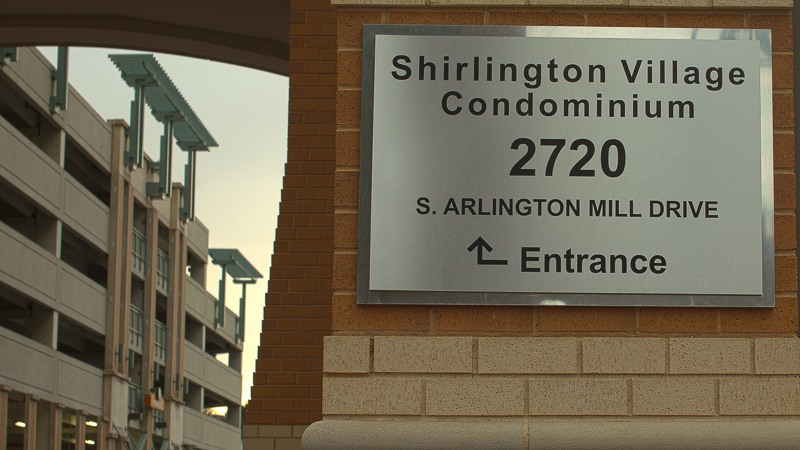 Shirlington Village
Condominium
2720
S. ARLINGTON MILL DRIVE
Entrance